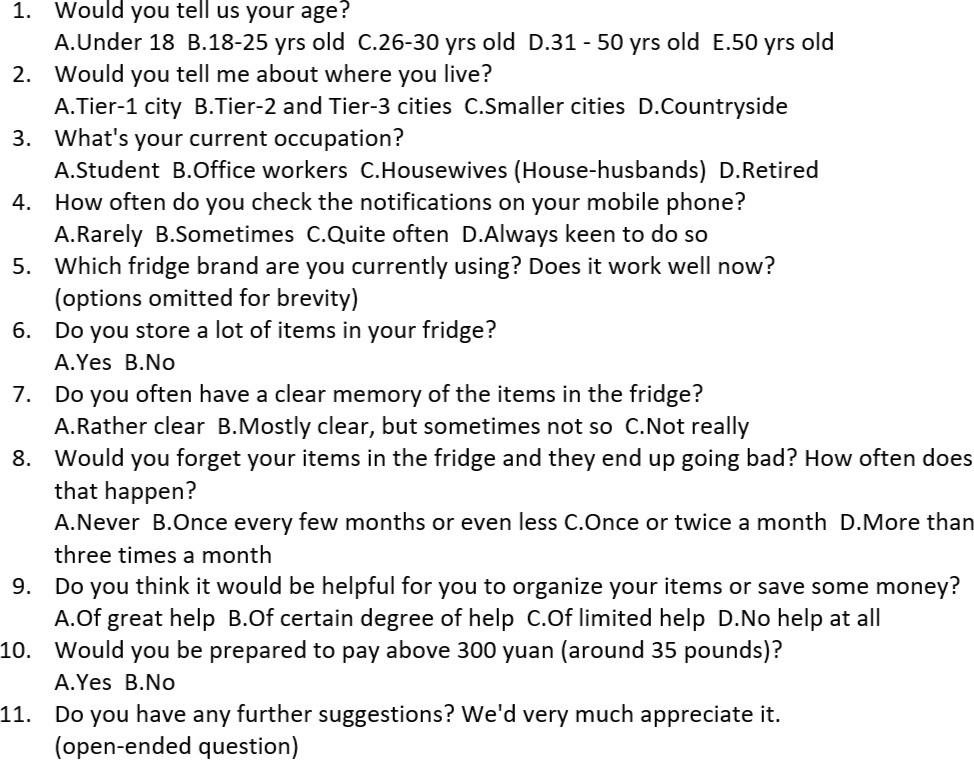 1. Would you tell us your age?
A.Under 18 B.18-25 yrs old C.26-30 yrs old D.31 - 50 yrs old E.50 yrs old
2. Would you tell me about where you live?
A.Tier-1 city B.Tier-2 and Tier-3 cities C.Smaller cities D.Countryside
3. What's your current occupation?
A.Student B.Office workers C.Housewives (House-husbands) D.Retired
4. How often do you check the notifications on your mobile phone?
A.Rarely B.Sometimes C.Quite often D.Always keen to do so
5. Which fridge brand are you currently using? Does it work well now?
(options omitted for brevity)
6. Do you store a lot of items in your fridge?
A.Yes B.No
7. Do you often have a clear memory of the items in the fridge?
A.Rather clear B.Mostly clear, but sometimes not so C.Not really
8. Would you forget your items in the fridge and they end up going bad? How often does
that happen?
A.Never B.Once every few months or even less C.Once or twice a month D.More than
three times a month
9. Do you think it would be helpful for you to organize your items or save some money?
A.Of great help B.Of certain degree of help C.Of limited help D.No help at all
10. Would you be prepared to pay above 300 yuan (around 35 pounds)?
A.Yes B.No
11. Do you have any further suggestions? We'd very much appreciate it.
(open-ended question)